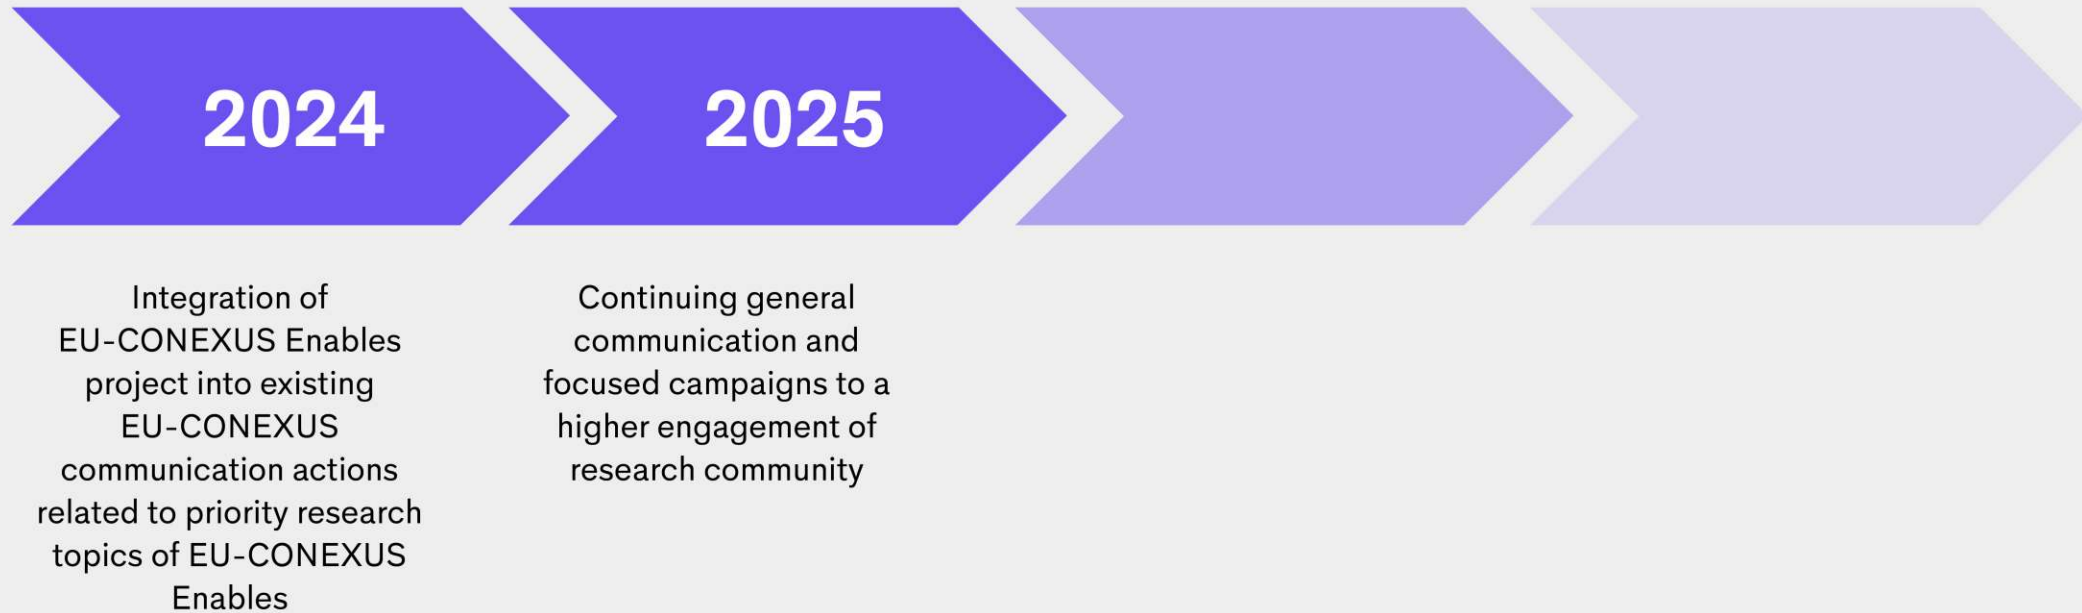 2024
2025
Integration of
EU-CONEXUS Enables
project into existing
EU-CONEXUS
communication actions
related to priority research
topics of EU-CONEXUS
Enables
Continuing general
communication and
focused campaigns to a
higher engagement of
research community